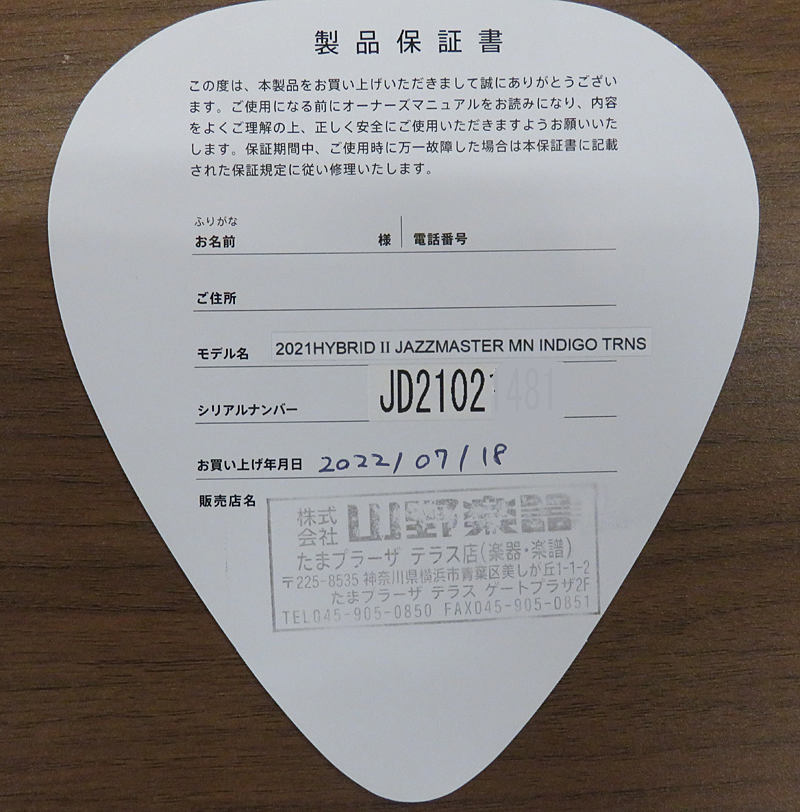 製品保証書
この度は、本製品をお買い上げいただきまして誠にありがとうござい
ます。ご使用になる前にオーナーズマニュアルをお読みになり、内容
をよくご理解の上、正しく安全にご使用いただきますようお願いいた
します。保証期間中、ご使用時に万一故障した場合は本保証書に記載
された保証規定に従い修理いたします。
ふりがな
お名前 様 電話番号
ご住所
モデル名 2021HYBRID II JAZZMASTER MN INDIGO TRNS
シリアルナンバー JD21021481
お買い上げ年月日 2022/07/18
販売店名
株式会社 山野楽譜
たまプラーザ テラス店(楽器・楽譜)
〒225-8535 神奈川県横浜市青葉区美しが丘1-1-2
たまプラーザ テラス ゲートプラザ2F
TEL045-905-0850 FAX045-905-0851